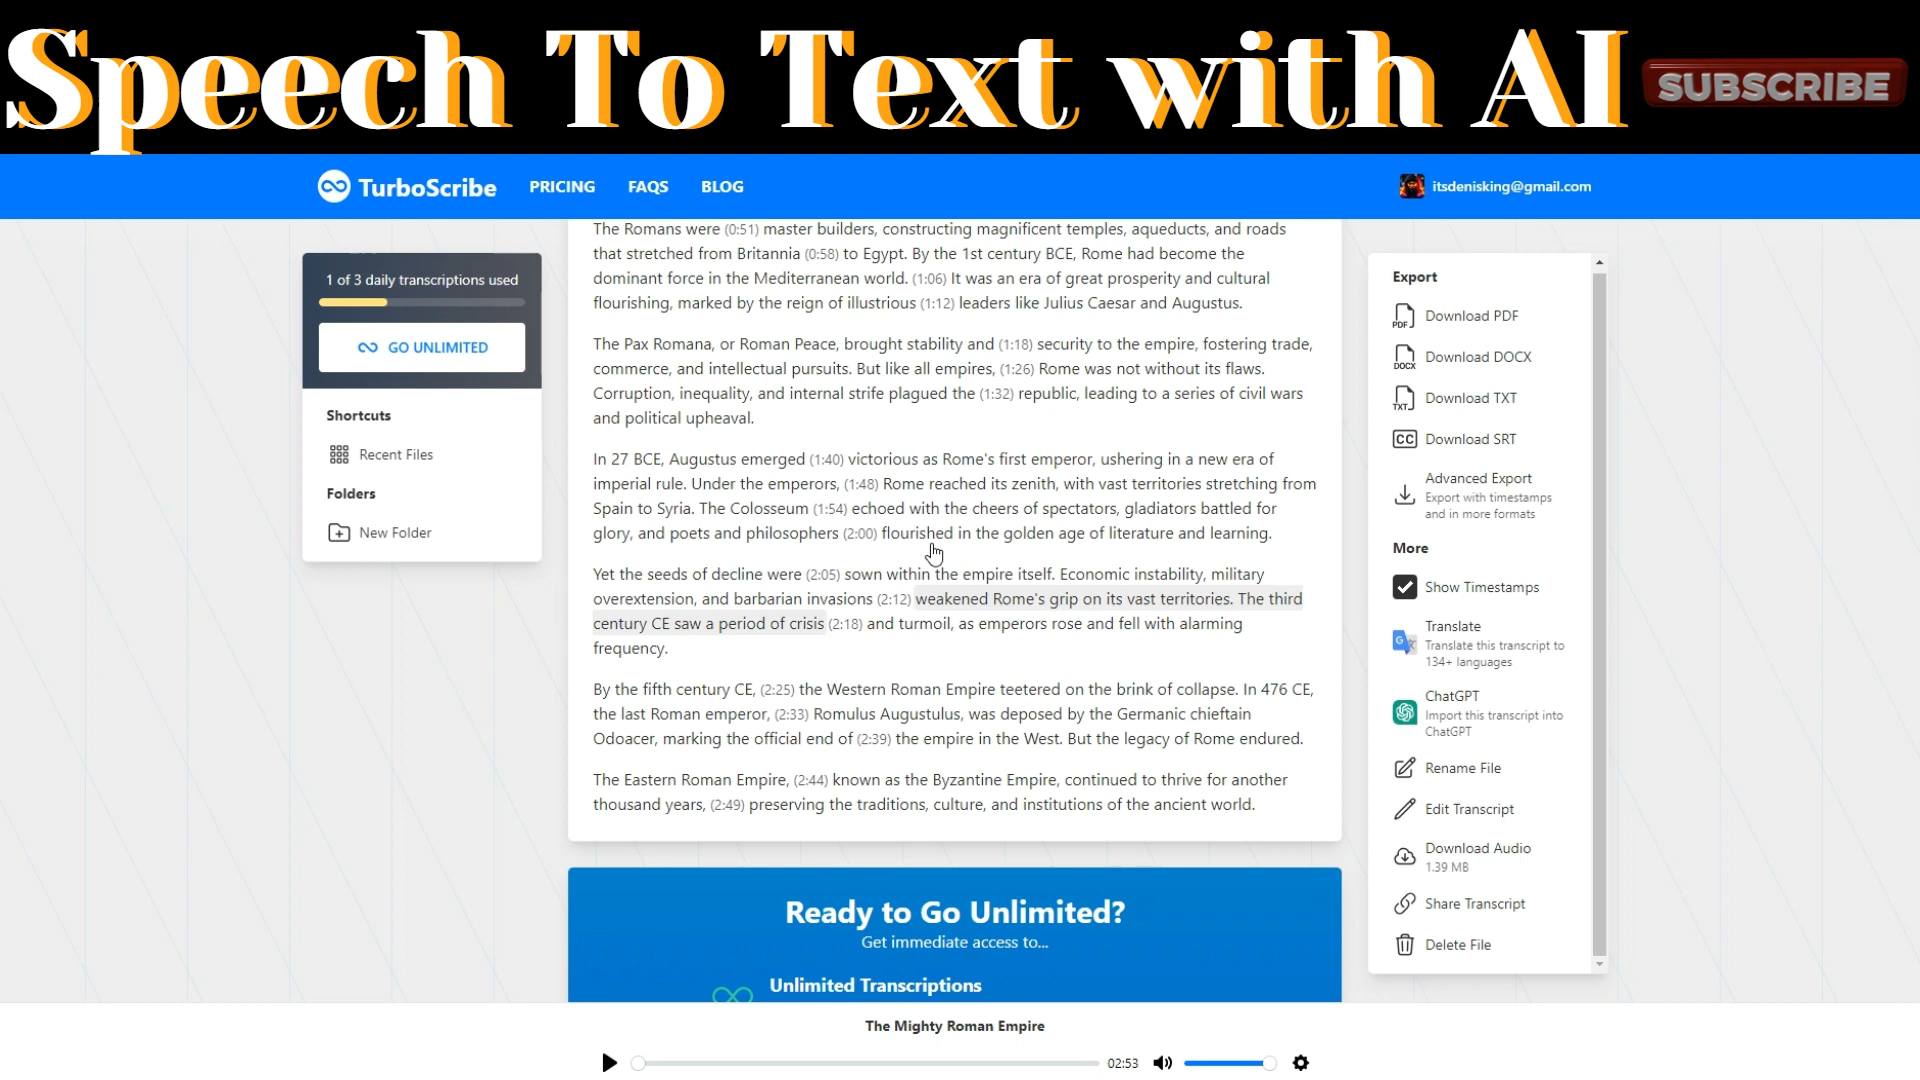 Speech To Text with AI
SUBSCRIBE
TurboScribe
PRICING
FAQS
BLOG
itsdenisking@gmail.com
1 of 3 daily transcriptions used
GO UNLIMITED
Shortcuts
Recent Files
Folders
New Folder
The Romans were (0:51) master builders, constructing magnificent temples, aqueducts, and roads
that stretched from Britannia (0:58) to Egypt. By the 1st century BCE, Rome had become the
dominant force in the Mediterranean world. (1:06) It was an era of great prosperity and cultural
flourishing, marked by the reign of illustrious (1:12) leaders like Julius Caesar and Augustus.
The Pax Romana, or Roman Peace, brought stability and (1:18) security to the empire, fostering trade,
commerce, and intellectual pursuits. But like all empires, (1:26) Rome was not without its flaws.
Corruption, inequality, and internal strife plagued the (1:32) republic, leading to a series of civil wars
and political upheaval.
In 27 BCE, Augustus emerged (1:40) victorious as Rome's first emperor, ushering in a new era of
imperial rule. Under the emperors, (1:48) Rome reached its zenith, with vast territories stretching from
Spain to Syria. The Colosseum (1:54) echoed with the cheers of spectators, gladiators battled for
glory, and poets and philosophers (2:00) flourished in the golden age of literature and learning.
Yet the seeds of decline were (2:05) sown within the empire itself. Economic instability, military
overextension, and barbarian invasions (2:12) weakened Rome's grip on its vast territories. The third
century CE saw a period of crisis (2:18) and turmoil, as emperors rose and fell with alarming
frequency.
By the fifth century CE, (2:25) the Western Roman Empire teetered on the brink of collapse. In 476 CE,
the last Roman emperor, (2:33) Romulus Augustulus, was deposed by the Germanic chieftain
Odoacer, marking the official end of (2:39) the empire in the West. But the legacy of Rome endured.
The Eastern Roman Empire, (2:44) known as the Byzantine Empire, continued to thrive for another
thousand years, (2:49) preserving the traditions, culture, and institutions of the ancient world.
Ready to Go Unlimited?
Get immediate access to...
Unlimited Transcriptions
Export
PDF Download PDF
DOCX Download DOCX
TXT Download TXT
CC Download SRT
Advanced Export
Export with timestamps
and in more formats
More
Show Timestamps
Translate
Translate this transcript to
134+ languages
ChatGPT
Import this transcript into
ChatGPT
Rename File
Edit Transcript
Download Audio
1.39 MB
Share Transcript
Delete File
The Mighty Roman Empire
02:53